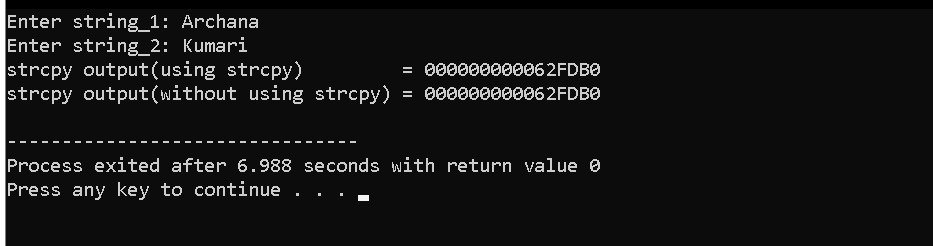 Enter string_1: Archana
Enter string_2: Kumari
strcpy output(using strcpy)         = 000000000062FDB0
strcpy output(without using strcpy) = 000000000062FDB0
--------------------------------
Process exited after 6.988 seconds with return value 0
Press any key to continue . . .